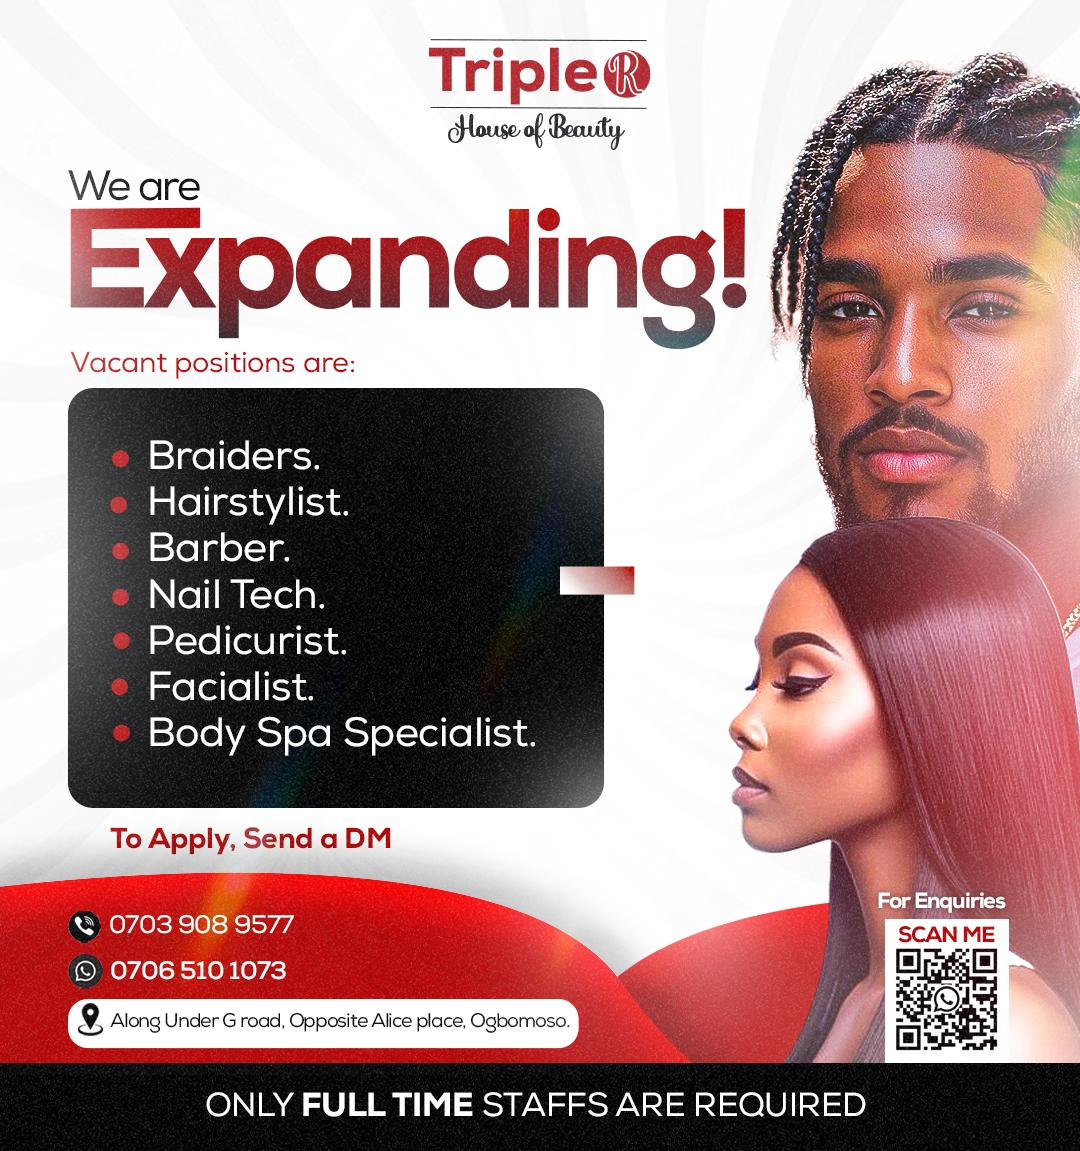 Triple R
House of Beauty
We are
Expanding!
Vacant positions are:
Braiders.
Hairstylist.
Barber.
Nail Tech.
Pedicurist.
Facialist.
Body Spa Specialist.
To Apply, Send a DM
0703 908 9577
0706 510 1073
Along Under G road, Opposite Alice place, Ogbomoso.
For Enquiries
SCAN ME
ONLY FULL TIME STAFFS ARE REQUIRED